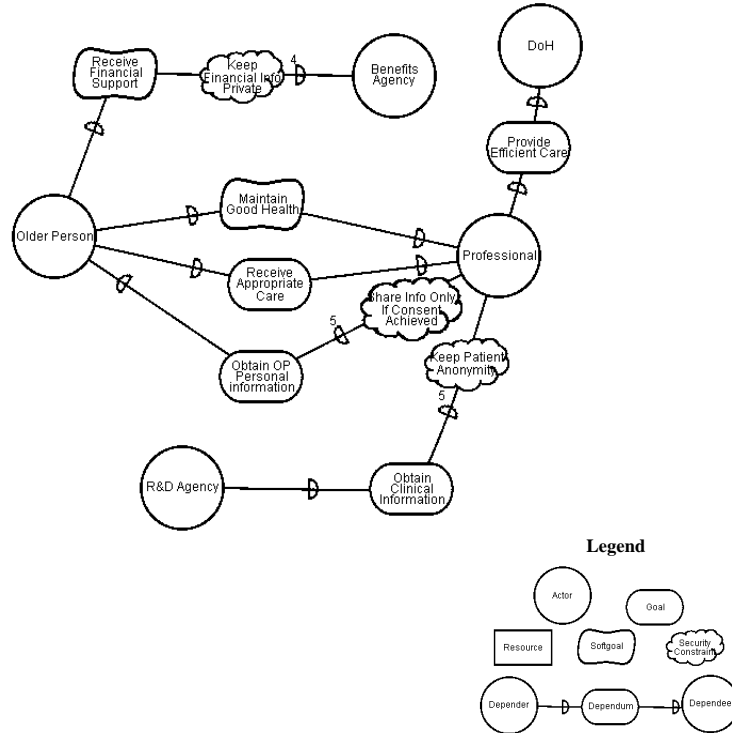 Receive
Financial
Support
Keep
Financial Info
Private
4
Benefits
Agency
DoH
Provide
Efficient Care
Older Person
Maintain
Good Health
Professional
Receive
Appropriate
Care
Share Info Only
If Consent
Achieved
5
Obtain OP
Personal
information
Keep Patient
Anonymity
5
R&D Agency
Obtain
Clinical
Information
Legend
Actor
Goal
Resource
Softgoal
Security
Constraint
Depender
Dependum
Dependee